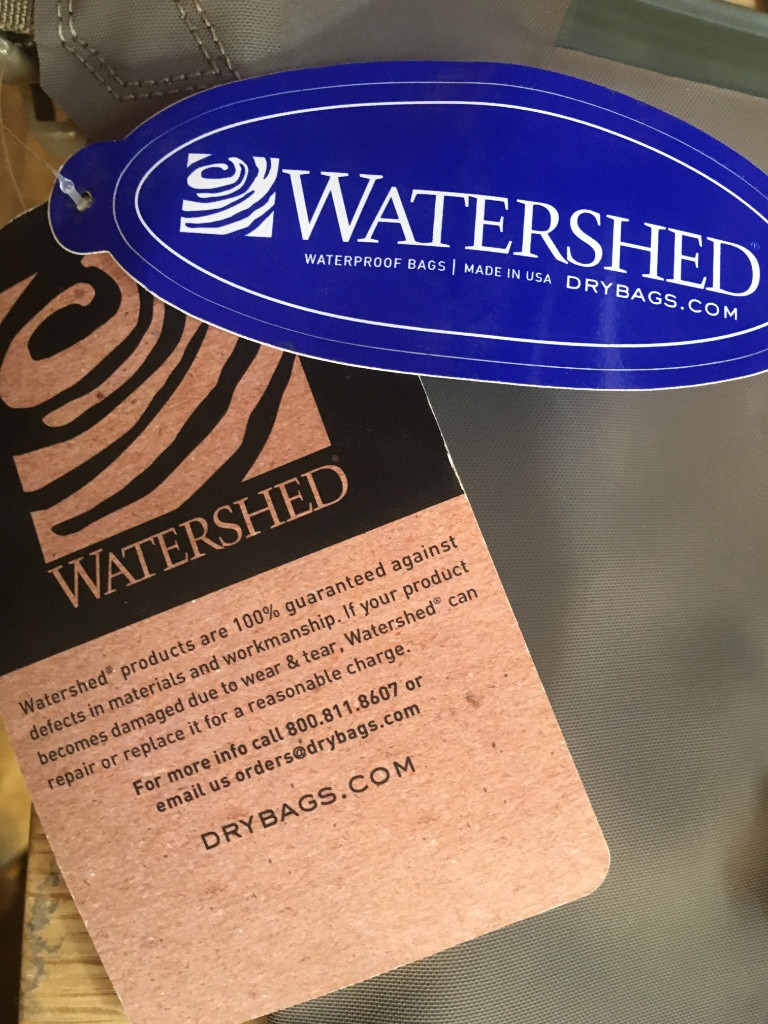 WATERSHED®
WATERPROOF BAGS | MADE IN USA DRYBAGS.COM
WATERSHED®
Watershed® products are 100% guaranteed against
defects in materials and workmanship. If your product
becomes damaged due to wear & tear, Watershed® can
repair or replace it for a reasonable charge.
For more info call 800.811.8607 or
email us orders@drybags.com
DRYBAGS.COM